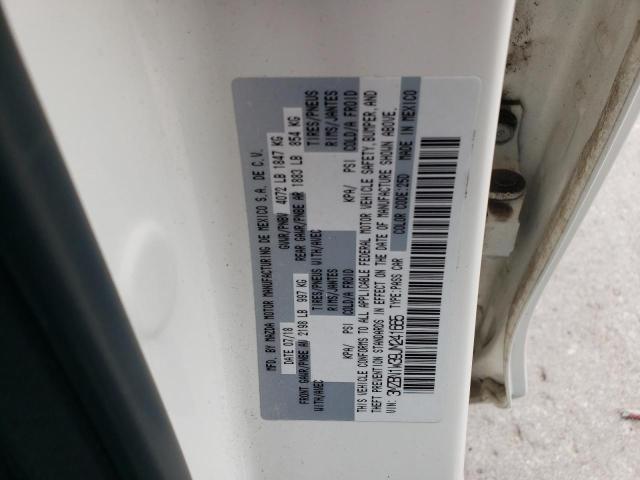 MFD. BY MAZDA MOTOR MANUFACTURING DE MEXICO S.A. DE C.V.
DATE 07/18 GVWR/PNBV 4072 LB 1847 KG
FRONT GAWR/PNBE AV 2198 LB 997 KG REAR GAWR/PNBE AR 1883 LB 854 KG
WITH/AVEC TIRES/PNEUS WITH/AVEC TIRES/PNEUS
RIMS/JANTES RIMS/JANTES
KPA/ PSI COLD/A FROID KPA/ PSI COLD/A FROID
THIS VEHICLE CONFORMS TO ALL APPLICABLE FEDERAL MOTOR VEHICLE SAFETY, BUMPER, AND
THEFT PREVENTION STANDARDS IN EFFECT ON THE DATE OF MANUFACTURE SHOWN ABOVE.
VIN: 3MZBN1W39JM241665 TYPE:PASS CAR COLOR CODE:25D MADE IN MEXICO